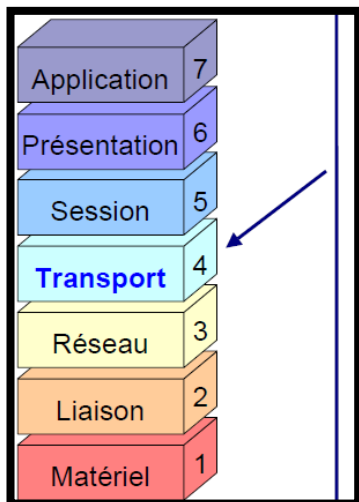 Application 7
Présentation 6
Session 5
Transport 4
Réseau 3
Liaison 2
Matériel 1